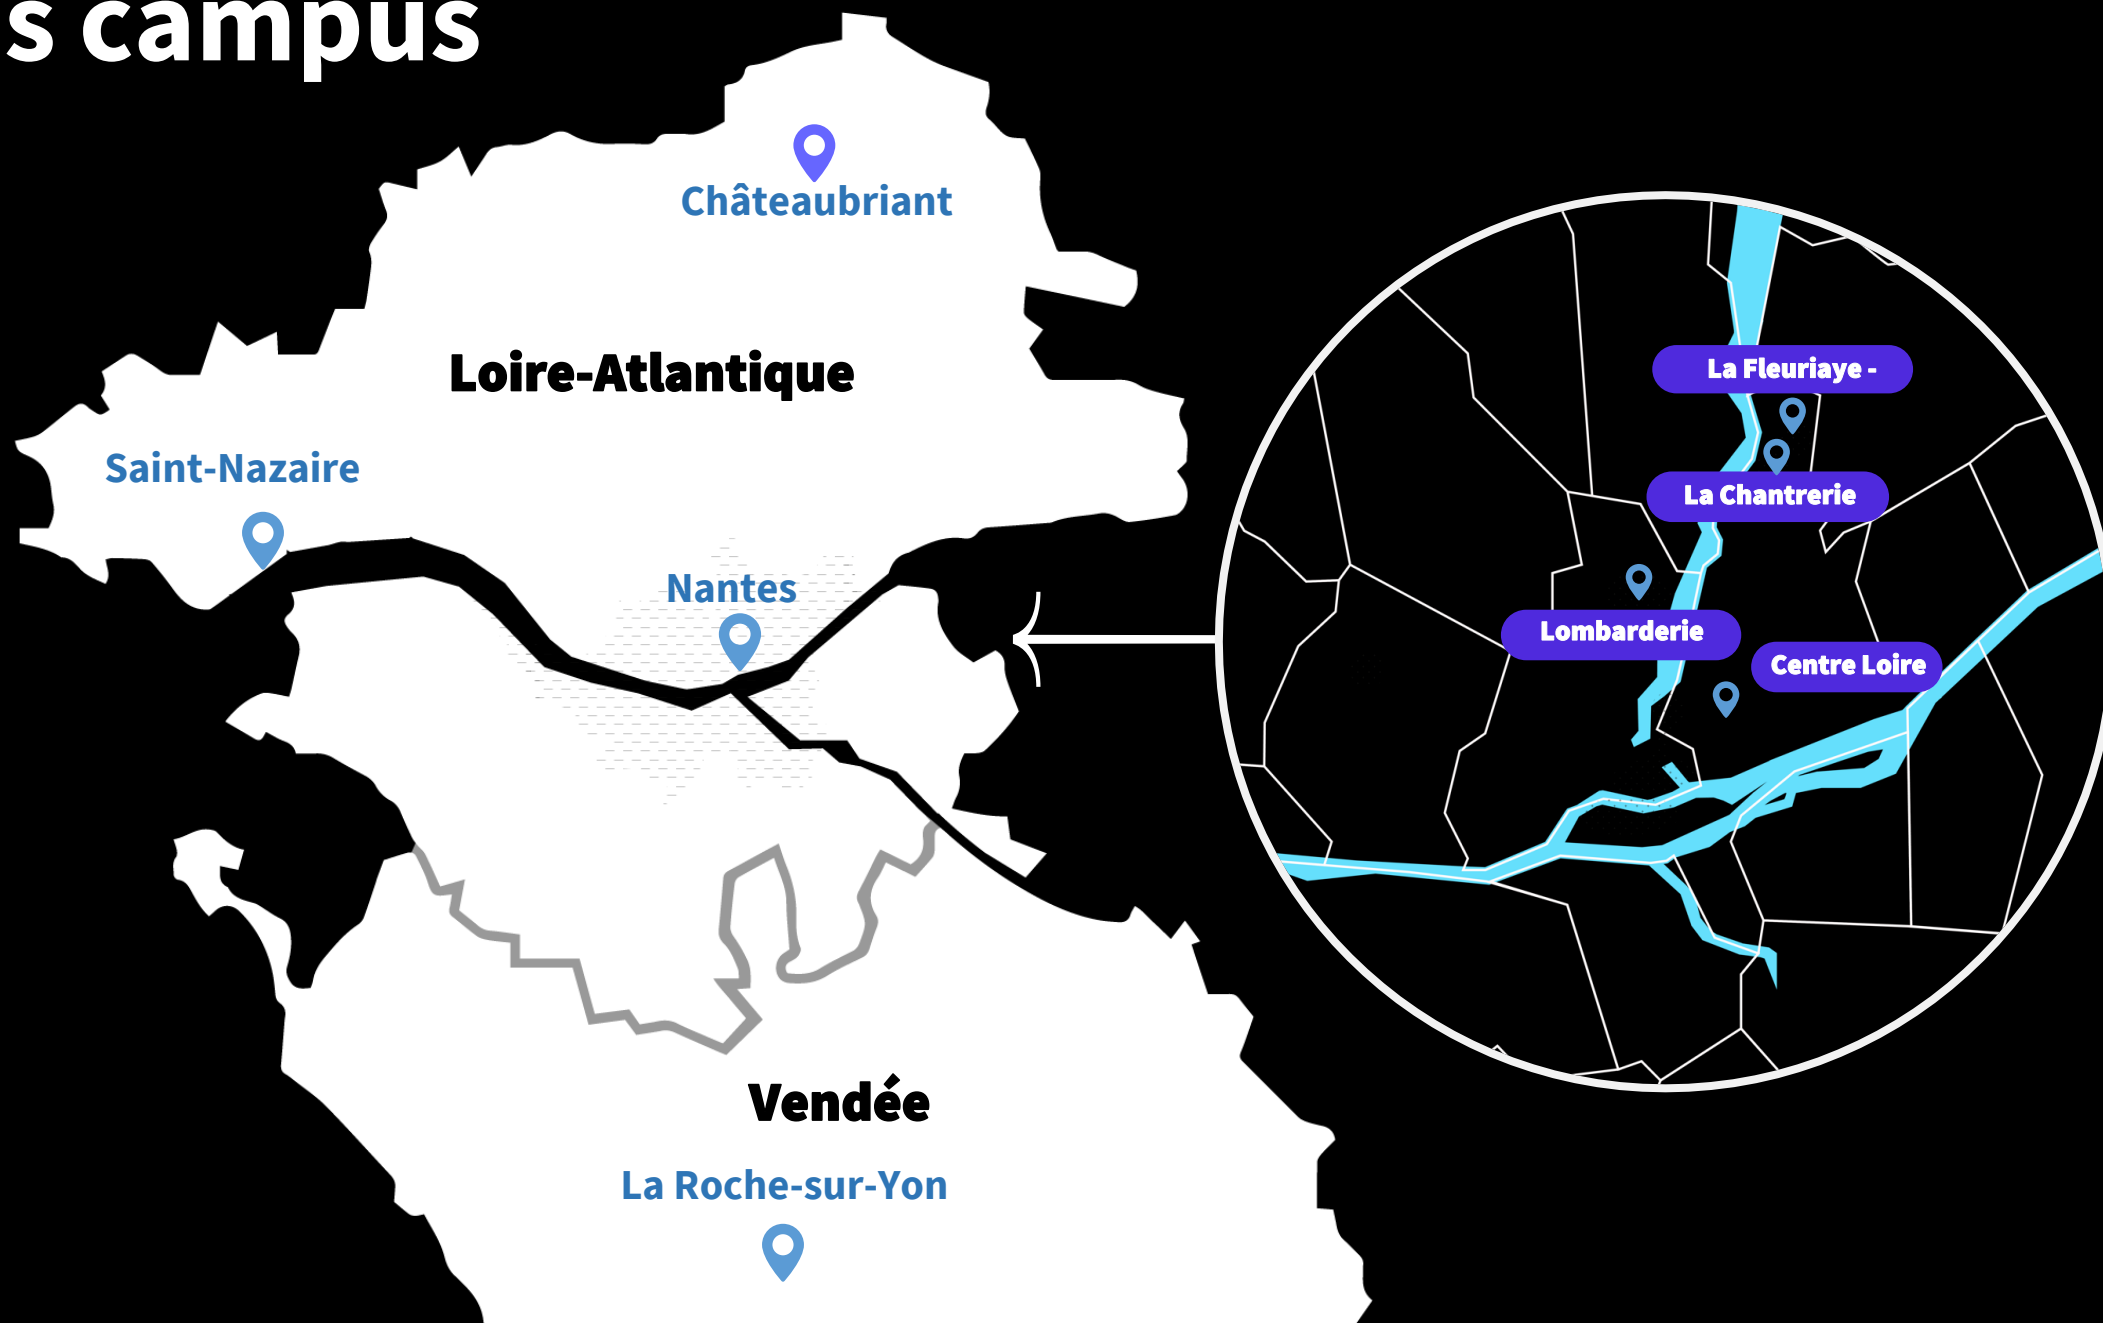 s campus
Châteaubriant
Loire-Atlantique
Saint-Nazaire
Nantes
Vendée
La Roche-sur-Yon
La Fleuriaye -
La Chantrerie
Lombarderie
Centre Loire